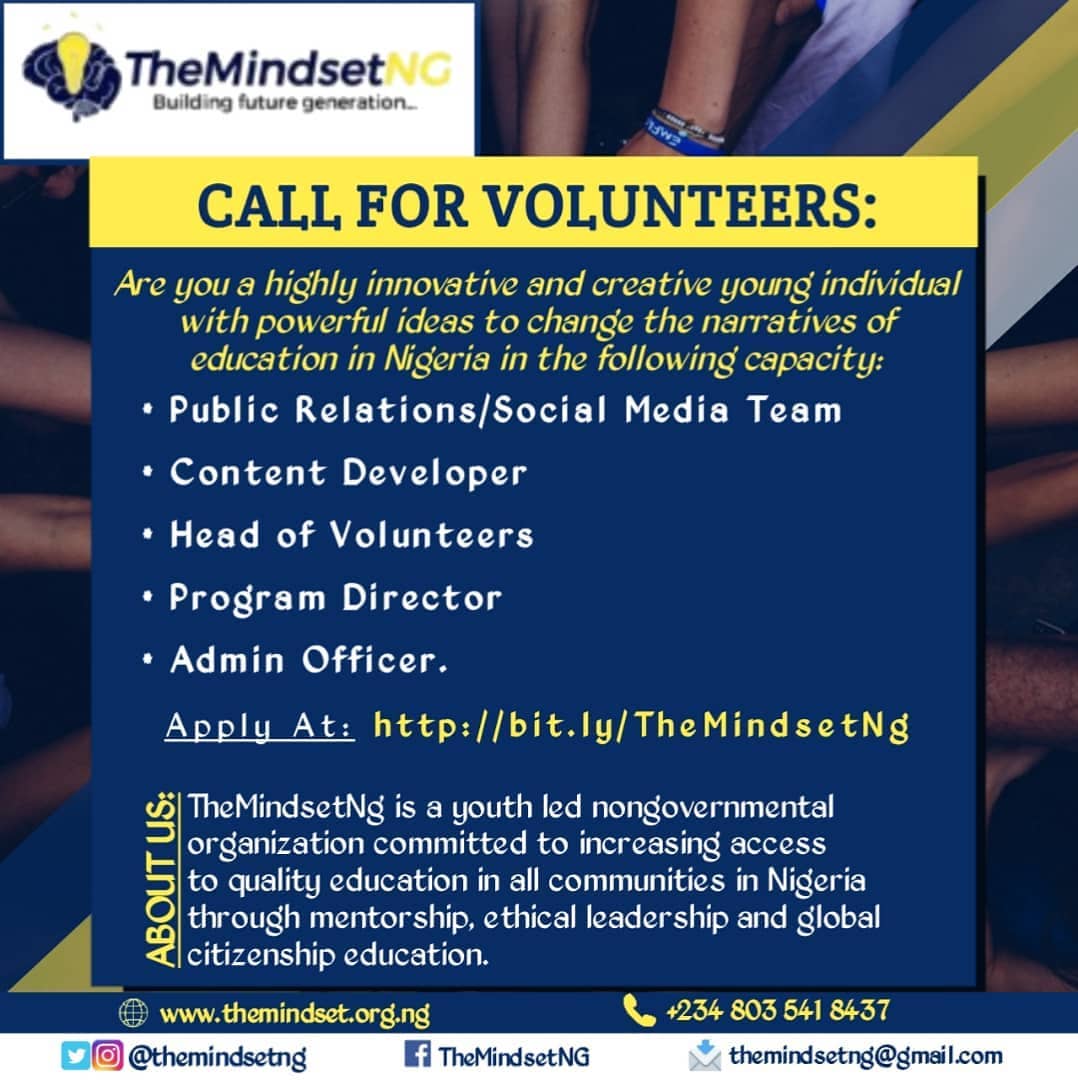 TheMindsetNG
Building future generation...
CALL FOR VOLUNTEERS:
Are you a highly innovative and creative young individual
with powerful ideas to change the narratives of
education in Nigeria in the following capacity:
• Public Relations/Social Media Team
• Content Developer
• Head of Volunteers
• Program Director
• Admin Officer.
Apply At: http://bit.ly/TheMindsetNg
ABOUT US:
TheMindsetNg is a youth led nongovernmental
organization committed to increasing access
to quality education in all communities in Nigeria
through mentorship, ethical leadership and global
citizenship education.
www.themindset.org.ng
+234 803 541 8437
@themindsetng
TheMindsetNG
themindsetng@gmail.com